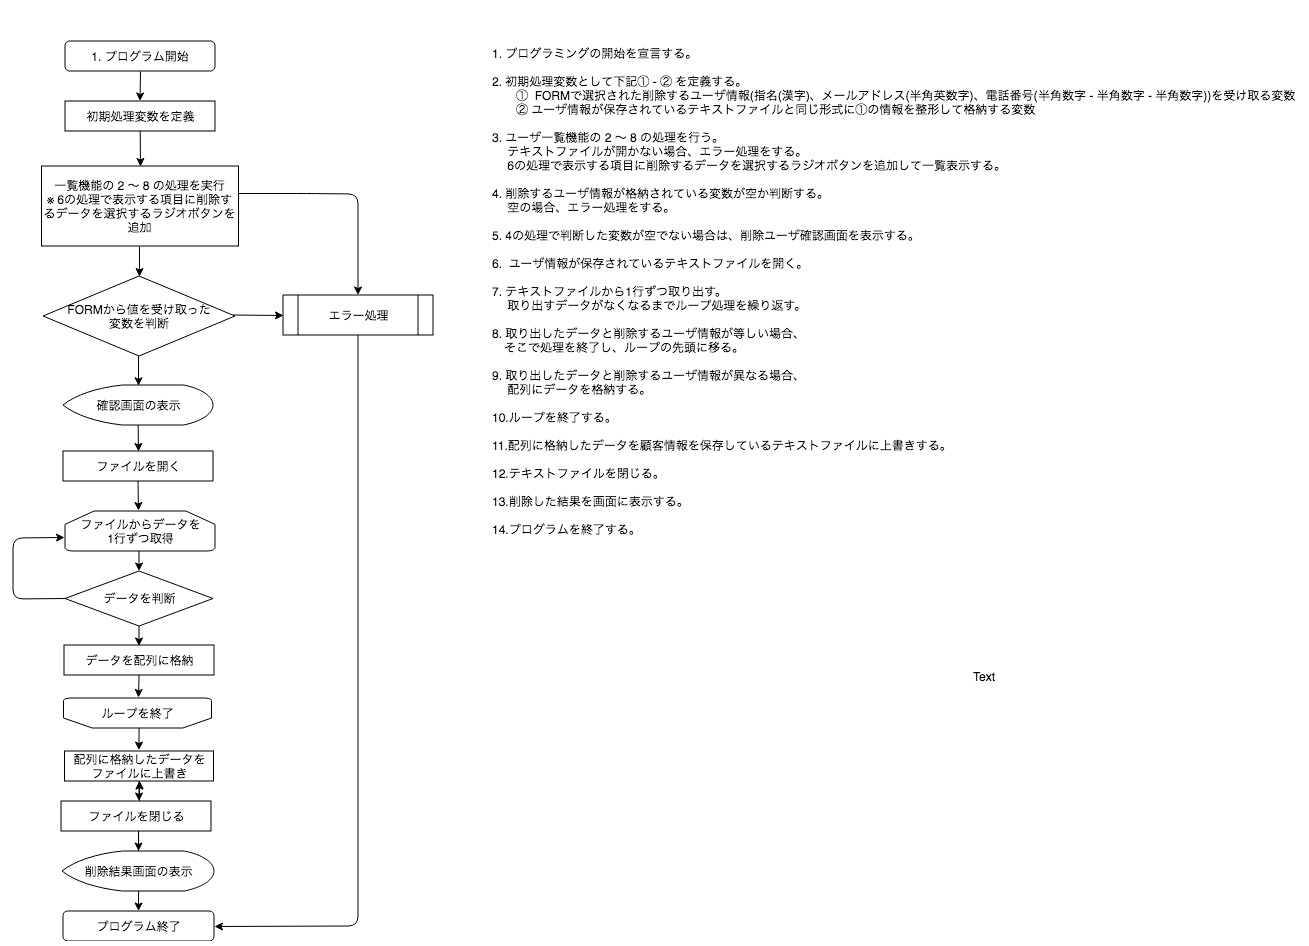 1. プログラム開始
初期処理変数を定義
一覧機能の 2 〜 8 の処理を実行
※ 6の処理で表示する項目に削除す
るデータを選択するラジオボタンを
追加
FORMから値を受け取った
変数を判断
エラー処理
確認画面の表示
ファイルを開く
ファイルからデータを
1行ずつ取得
データを判断
データを配列に格納
ループを終了
配列に格納したデータを
ファイルに上書き
ファイルを閉じる
削除結果画面の表示
プログラム終了
1. プログラミングの開始を宣言する。
2. 初期処理変数として下記① - ② を定義する。
① FORMで選択された削除するユーザ情報(指名(漢字)、メールアドレス(半角英数字)、電話番号(半角数字 - 半角数字 - 半角数字))を受け取る変数
② ユーザ情報が保存されているテキストファイルと同じ形式に①の情報を整形して格納する変数
3. ユーザ一覧機能の 2 〜 8 の処理を行う。
テキストファイルが開かない場合、エラー処理をする。
6の処理で表示する項目に削除するデータを選択するラジオボタンを追加して一覧表示する。
4. 削除するユーザ情報が格納されている変数が空か判断する。
空の場合、エラー処理をする。
5. 4の処理で判断した変数が空でない場合は、削除ユーザ確認画面を表示する。
6. ユーザ情報が保存されているテキストファイルを開く。
7. テキストファイルから1行ずつ取り出す。
取り出すデータがなくなるまでループ処理を繰り返す。
8. 取り出したデータと削除するユーザ情報が等しい場合、
そこで処理を終了し、ループの先頭に移る。
9. 取り出したデータと削除するユーザ情報が異なる場合、
配列にデータを格納する。
10.ループを終了する。
11.配列に格納したデータを顧客情報を保存しているテキストファイルに上書きする。
12.テキストファイルを閉じる。
13.削除した結果を画面に表示する。
14.プログラムを終了する。
Text